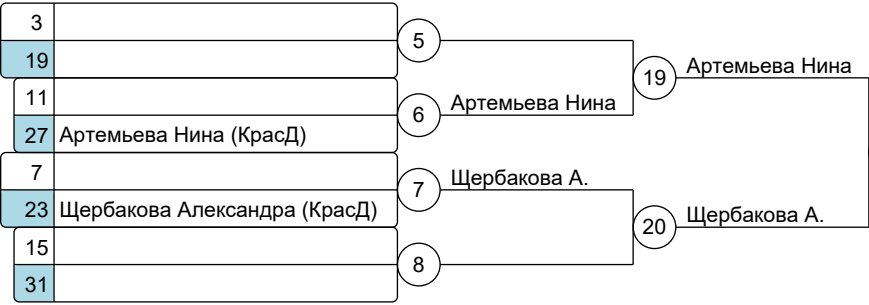 3
5
19
19 Артемьева Нина
11
6 Артемьева Нина
27 Артемьева Нина (КрасД)
7
7 Щербакова А.
23 Щербакова Александра (КрасД)
20 Щербакова А.
15
8
31